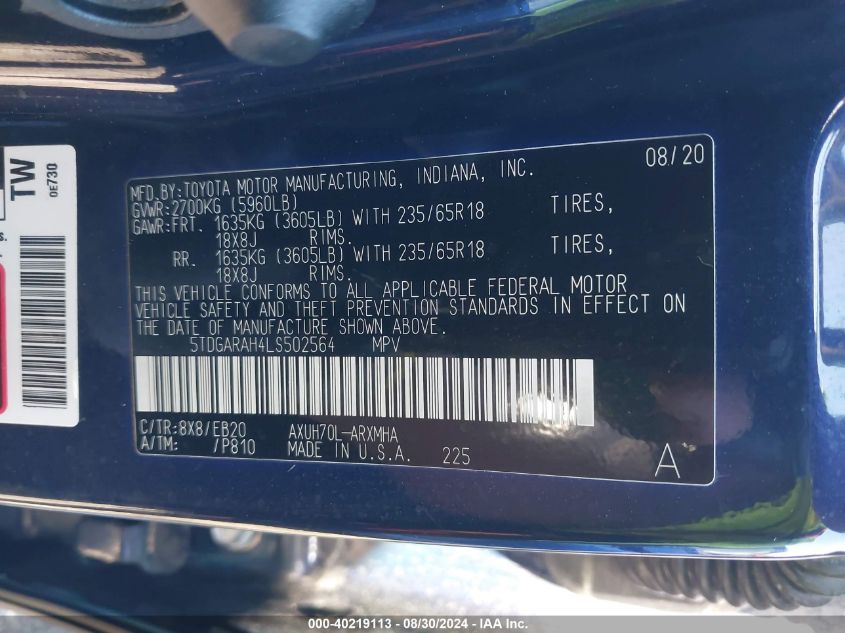 TW
0E730
s.
08/20
MFD.BY:TOYOTA MOTOR MANUFACTURING, INDIANA, INC.
GVWR:2700KG (5960LB)
GAWR:FRT. 1635KG (3605LB) WITH 235/65R18 TIRES,
18X8J RIMS.
RR. 1635KG (3605LB) WITH 235/65R18 TIRES,
18X8J RIMS.
THIS VEHICLE CONFORMS TO ALL APPLICABLE FEDERAL MOTOR
VEHICLE SAFETY AND THEFT PREVENTION STANDARDS IN EFFECT ON
THE DATE OF MANUFACTURE SHOWN ABOVE.
5TDGARAH4LS502564 MPV
C/TR:8X8/EB20 AXUH70L-ARXMHA
A/TM: /P810 MADE IN U.S.A. 225
A
000-40219113 - 08/30/2024 - IAA Inc.